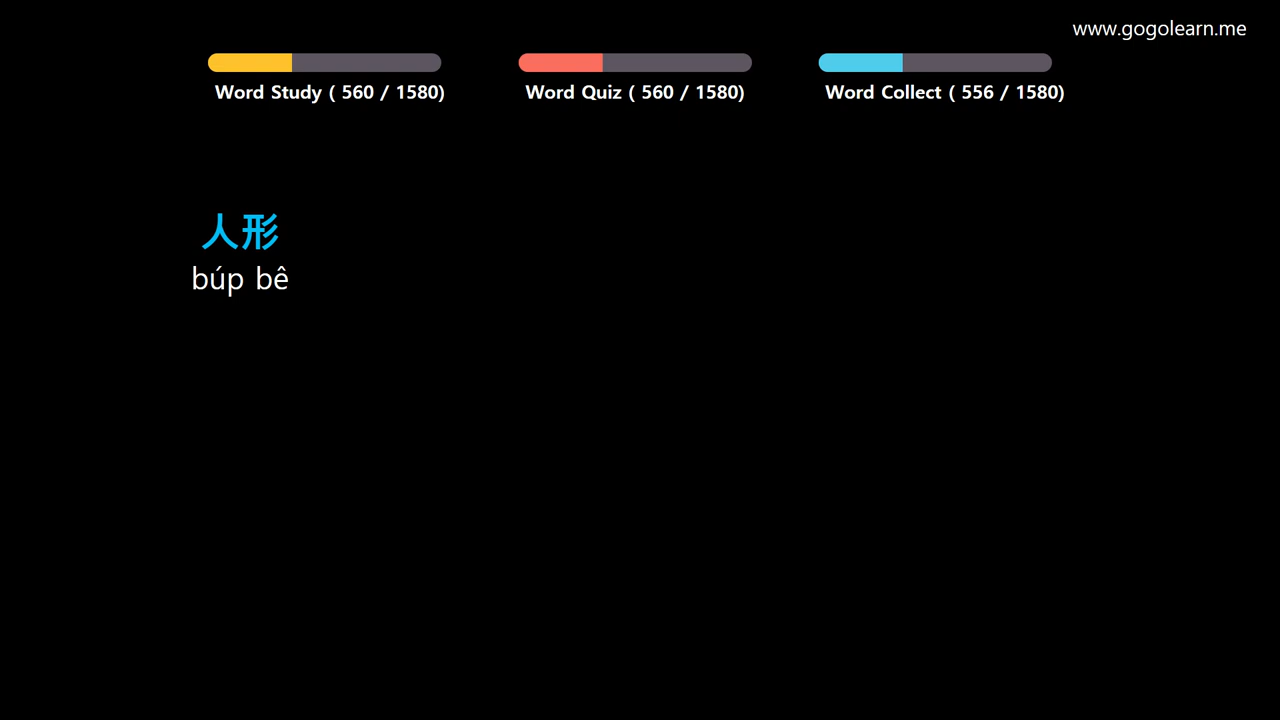 www.gogolearn.me
Word Study ( 560 / 1580)
Word Quiz ( 560 / 1580)
Word Collect ( 556 / 1580)
人形
búp bê